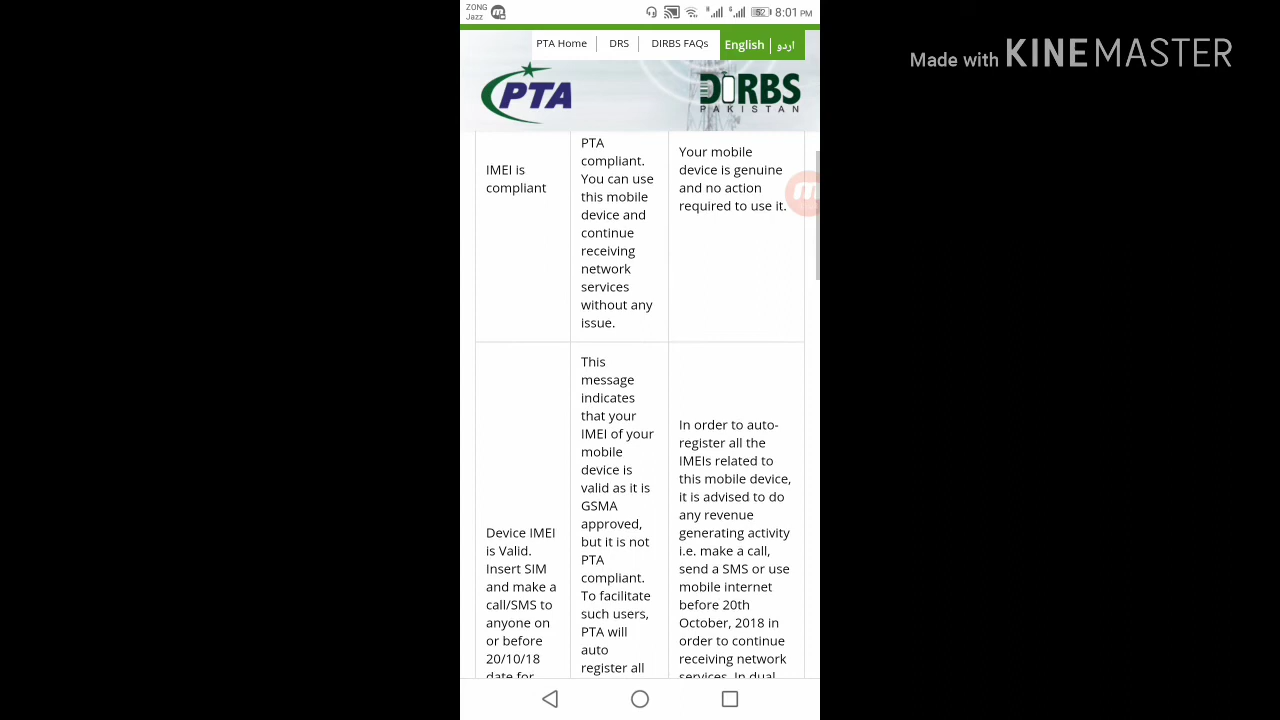 ZONG
Jazz
52
8:01 PM
PTA Home
DRS
DIRBS FAQs
English
اردو
Made with KINEMASTER
PTA
DIRBS
PAKISTAN
IMEI is
compliant
PTA
compliant.
You can use
this mobile
device and
continue
receiving
network
services
without any
issue.
Your mobile
device is genuine
and no action
required to use it.
Device IMEI
is Valid.
Insert SIM
and make a
call/SMS to
anyone on
or before
20/10/18
date for
This
message
indicates
that your
IMEI of your
mobile
device is
valid as it is
GSMA
approved,
but it is not
PTA
compliant.
To facilitate
such users,
PTA will
auto
register all
In order to auto-
register all the
IMEIs related to
this mobile device,
it is advised to do
any revenue
generating activity
i.e. make a call,
send a SMS or use
mobile internet
before 20th
October, 2018 in
order to continue
receiving network
services. In dual